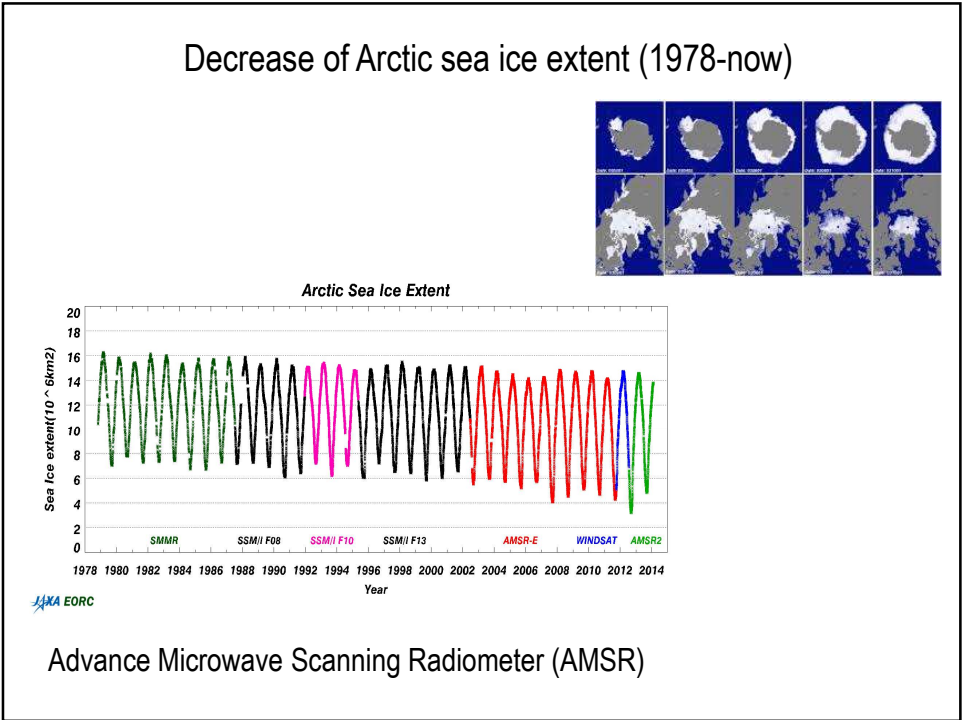 Decrease of Arctic sea ice extent (1978-now)
Arctic Sea Ice Extent
Sea Ice extent(10^6km2)
20
18
16
14
12
10
8
6
4
2
0
SMMR SSM/I F08 SSM/I F10 SSM/I F13 AMSR-E WINDSAT AMSR2
1978 1980 1982 1984 1986 1988 1990 1992 1994 1996 1998 2000 2002 2004 2006 2008 2010 2012 2014
Year
JAXA EORC
Advance Microwave Scanning Radiometer (AMSR)